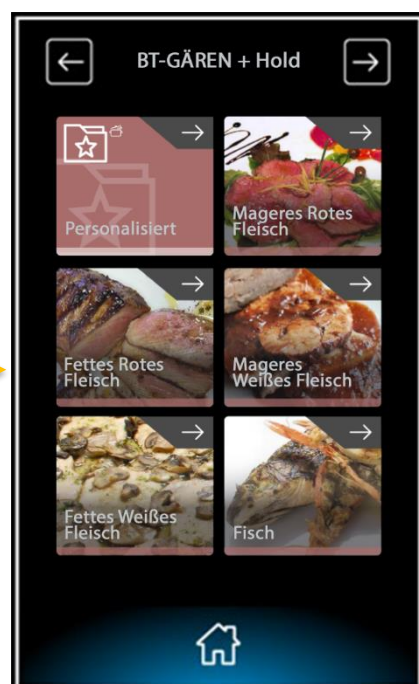 BT-GÄREN + Hold
Personalisiert
Mageres Rotes
Fleisch
Fettes Rotes
Fleisch
Mageres
Weißes Fleisch
Fettes Weißes
Fleisch
Fisch